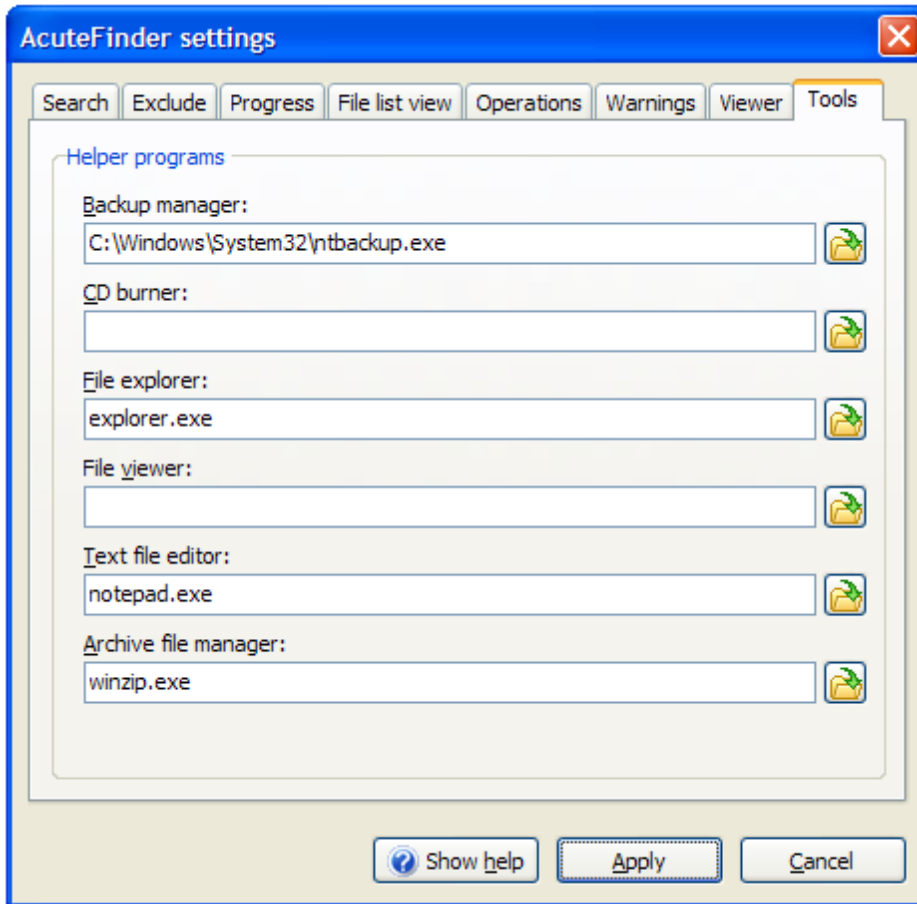 AcuteFinder settings
Search Exclude Progress File list view Operations Warnings Viewer Tools
Helper programs
Backup manager:
C:\Windows\System32\ntbackup.exe
CD burner:
File explorer:
explorer.exe
File viewer:
Text file editor:
notepad.exe
Archive file manager:
winzip.exe
Show help Apply Cancel